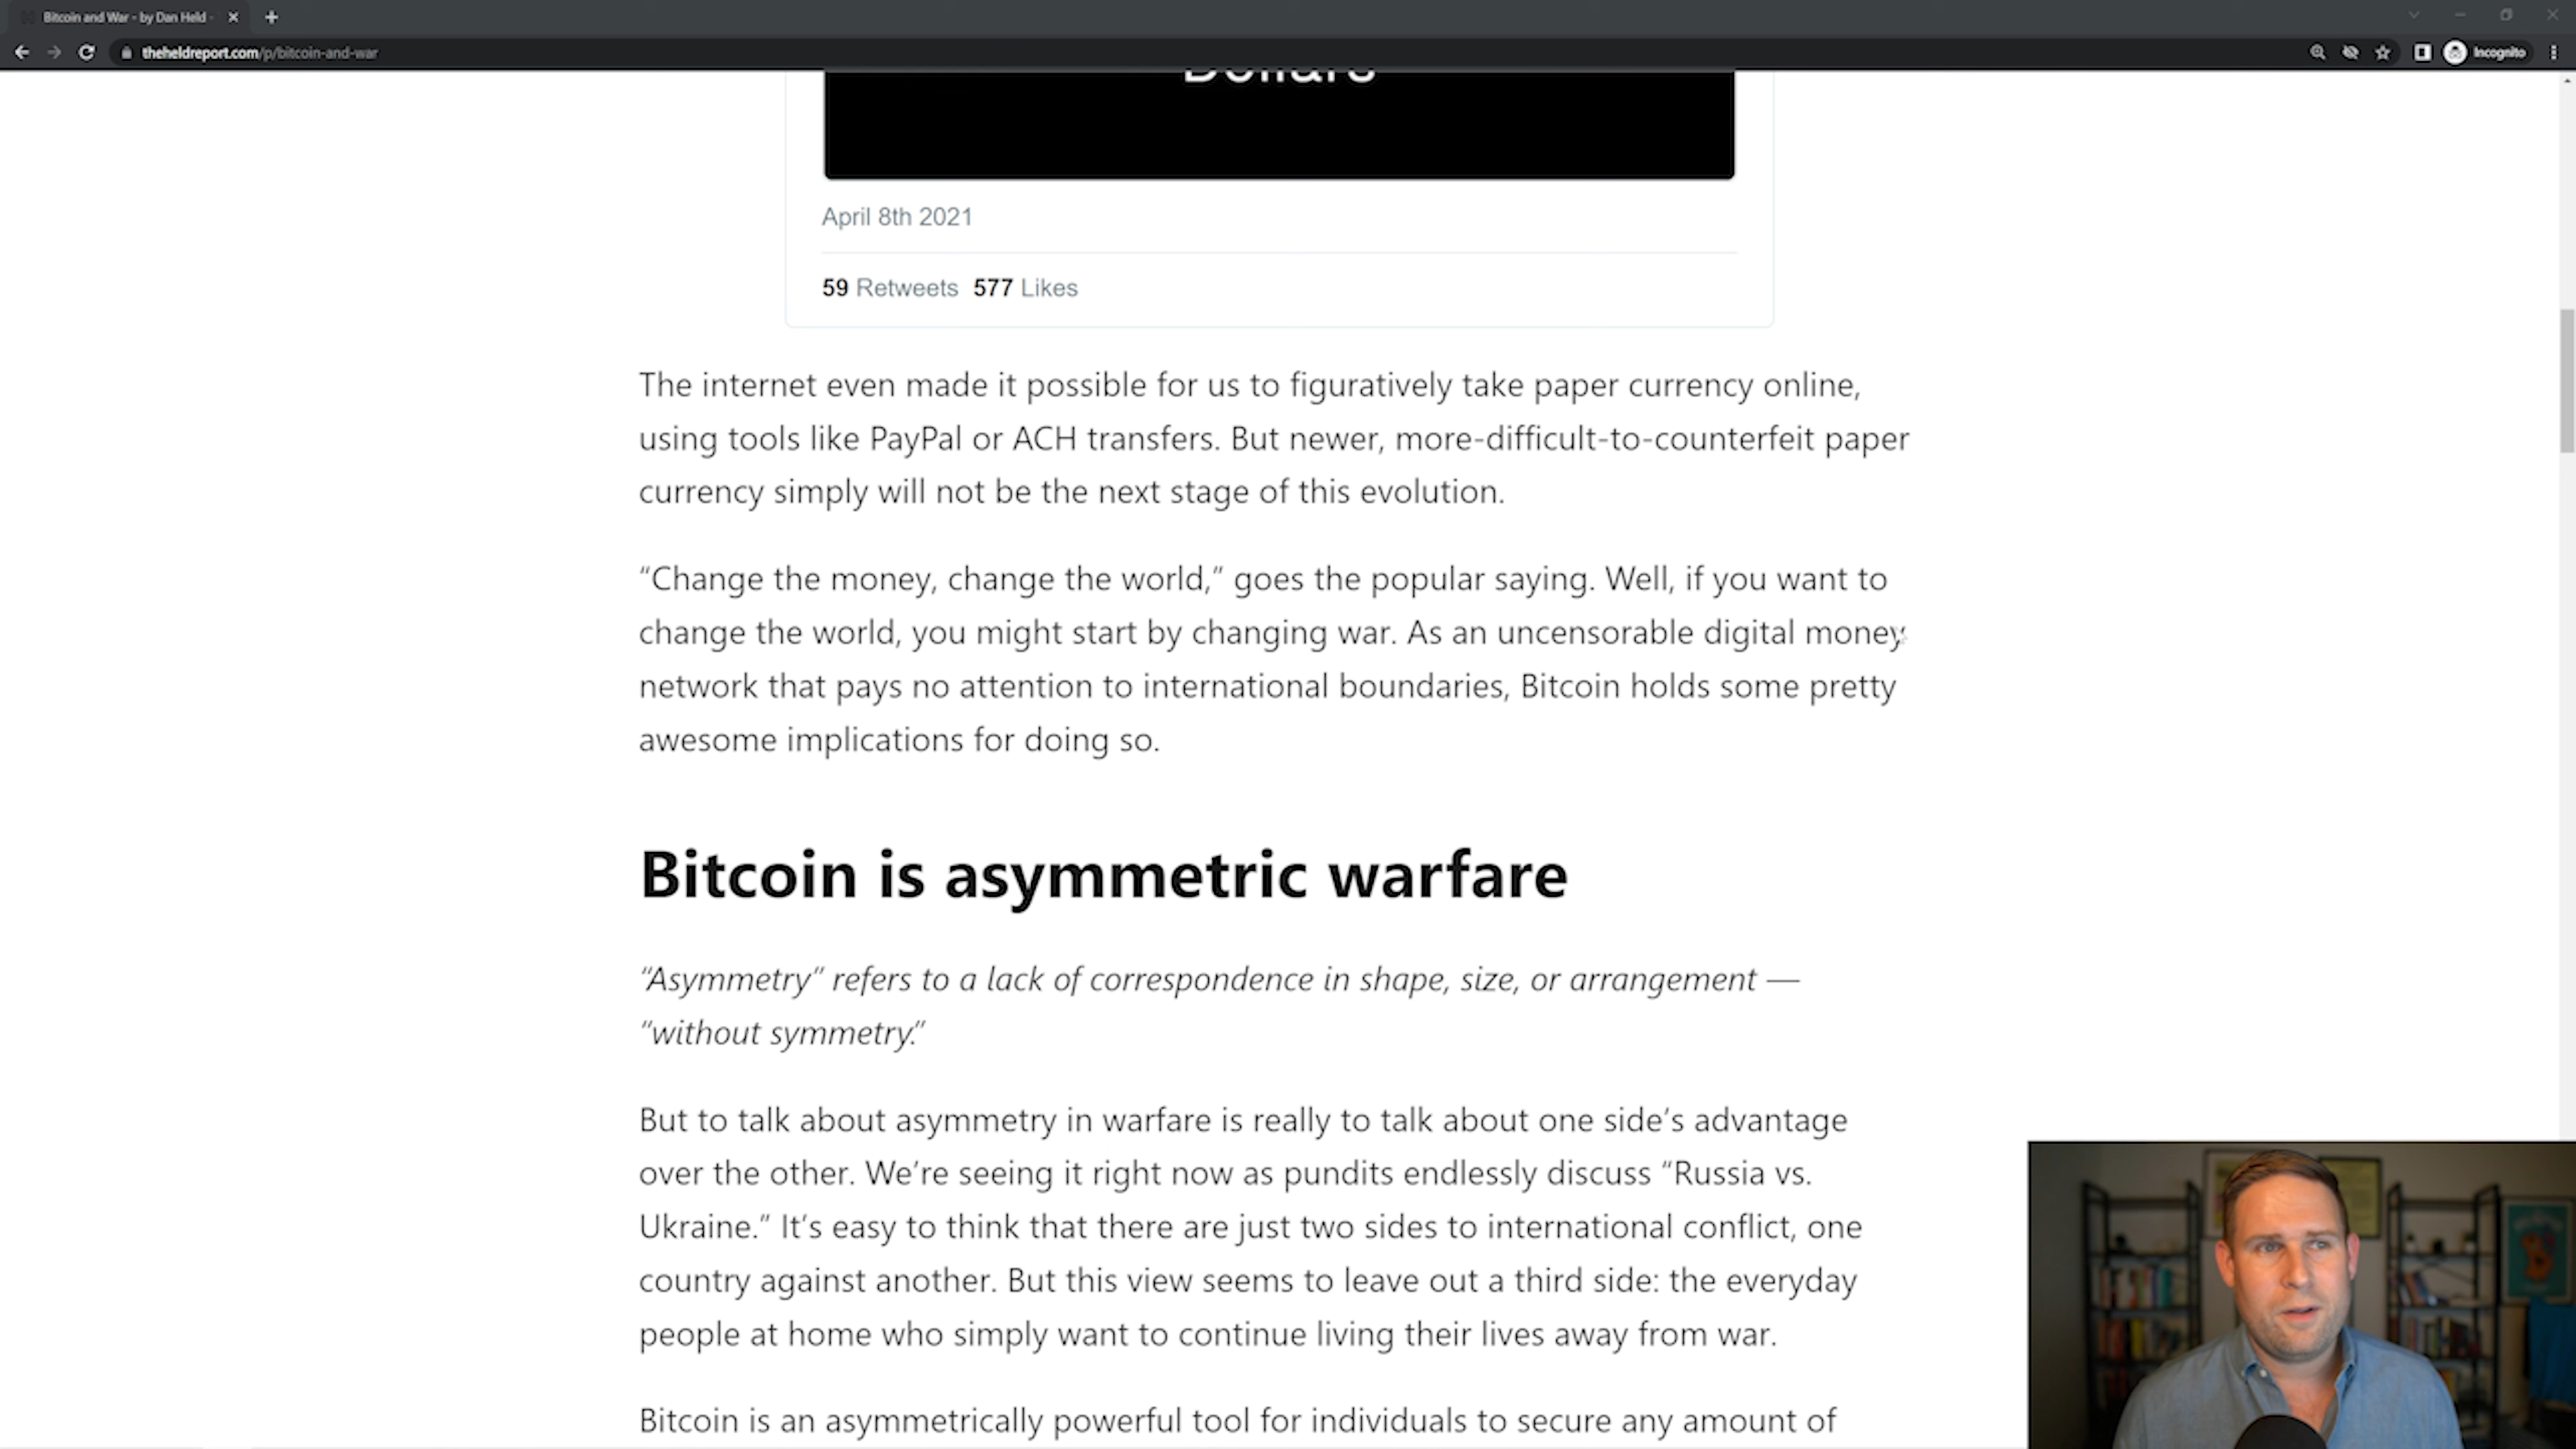 Bitcoin and War - by Dan Held -
theheldreport.com/p/bitcoin-and-war
Incognito
Dollars
April 8th 2021
59 Retweets 577 Likes
The internet even made it possible for us to figuratively take paper currency online,
using tools like PayPal or ACH transfers. But newer, more-difficult-to-counterfeit paper
currency simply will not be the next stage of this evolution.
“Change the money, change the world,” goes the popular saying. Well, if you want to
change the world, you might start by changing war. As an uncensorable digital money
network that pays no attention to international boundaries, Bitcoin holds some pretty
awesome implications for doing so.
Bitcoin is asymmetric warfare
“Asymmetry” refers to a lack of correspondence in shape, size, or arrangement —
“without symmetry.”
But to talk about asymmetry in warfare is really to talk about one side’s advantage
over the other. We’re seeing it right now as pundits endlessly discuss “Russia vs.
Ukraine.” It’s easy to think that there are just two sides to international conflict, one
country against another. But this view seems to leave out a third side: the everyday
people at home who simply want to continue living their lives away from war.
Bitcoin is an asymmetrically powerful tool for individuals to secure any amount of